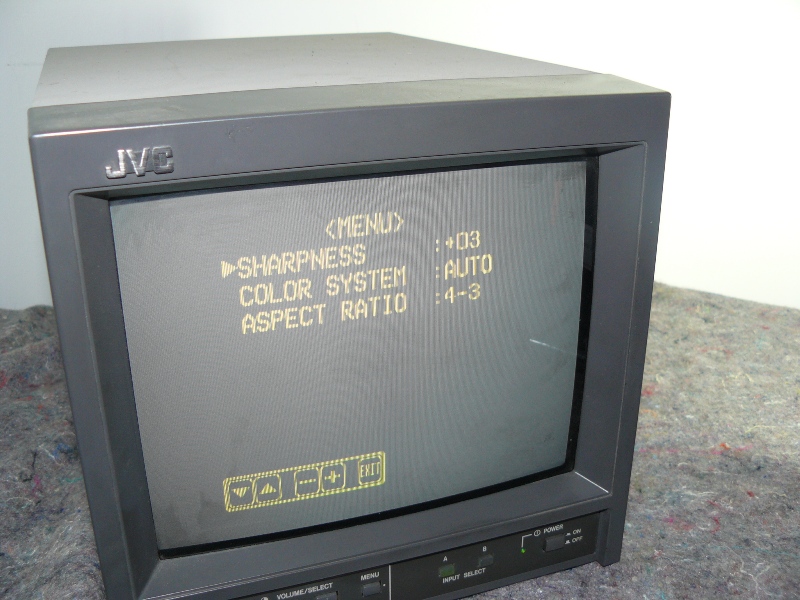 JVC
<MENU>
▶SHARPNESS :+03
COLOR SYSTEM :AUTO
ASPECT RATIO :4-3
EXIT
POWER
ON
OFF
A B
INPUT SELECT
MENU
VOLUME/SELECT